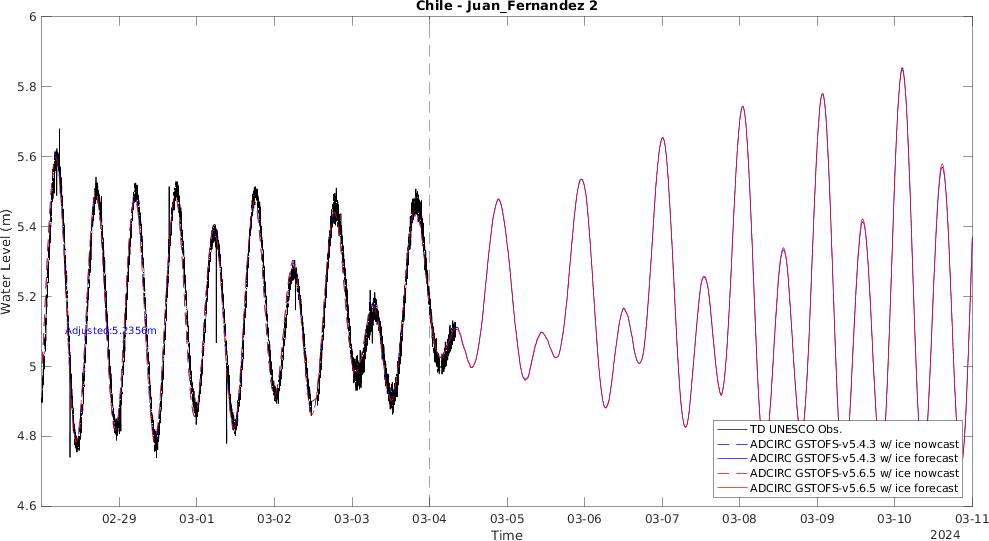 Chile - Juan_Fernandez 2
6
5.8
5.6
5.4
5.2
5
4.8
4.6
Water Level (m)
Adjusted:5.2356m
TD UNESCO Obs.
ADCIRC GSTOFS-v5.4.3 w/ ice nowcast
ADCIRC GSTOFS-v5.4.3 w/ ice forecast
ADCIRC GSTOFS-v5.6.5 w/ ice nowcast
ADCIRC GSTOFS-v5.6.5 w/ ice forecast
02-29 03-01 03-02 03-03 03-04 03-05 03-06 03-07 03-08 03-09 03-10 03-11
Time
2024